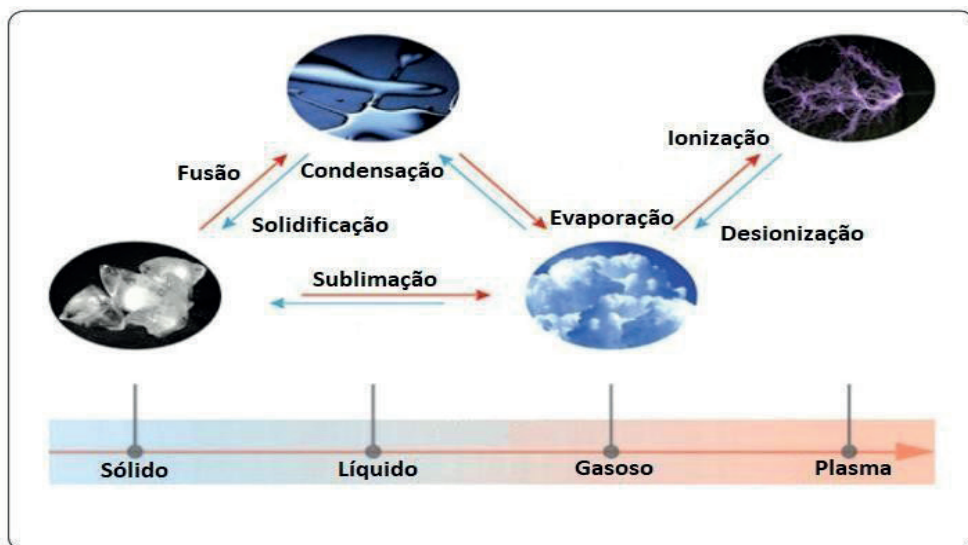 Ionização
Fusão
Condensação
Solidificação
Evaporação
Desionização
Sublimação
Sólido
Líquido
Gasoso
Plasma